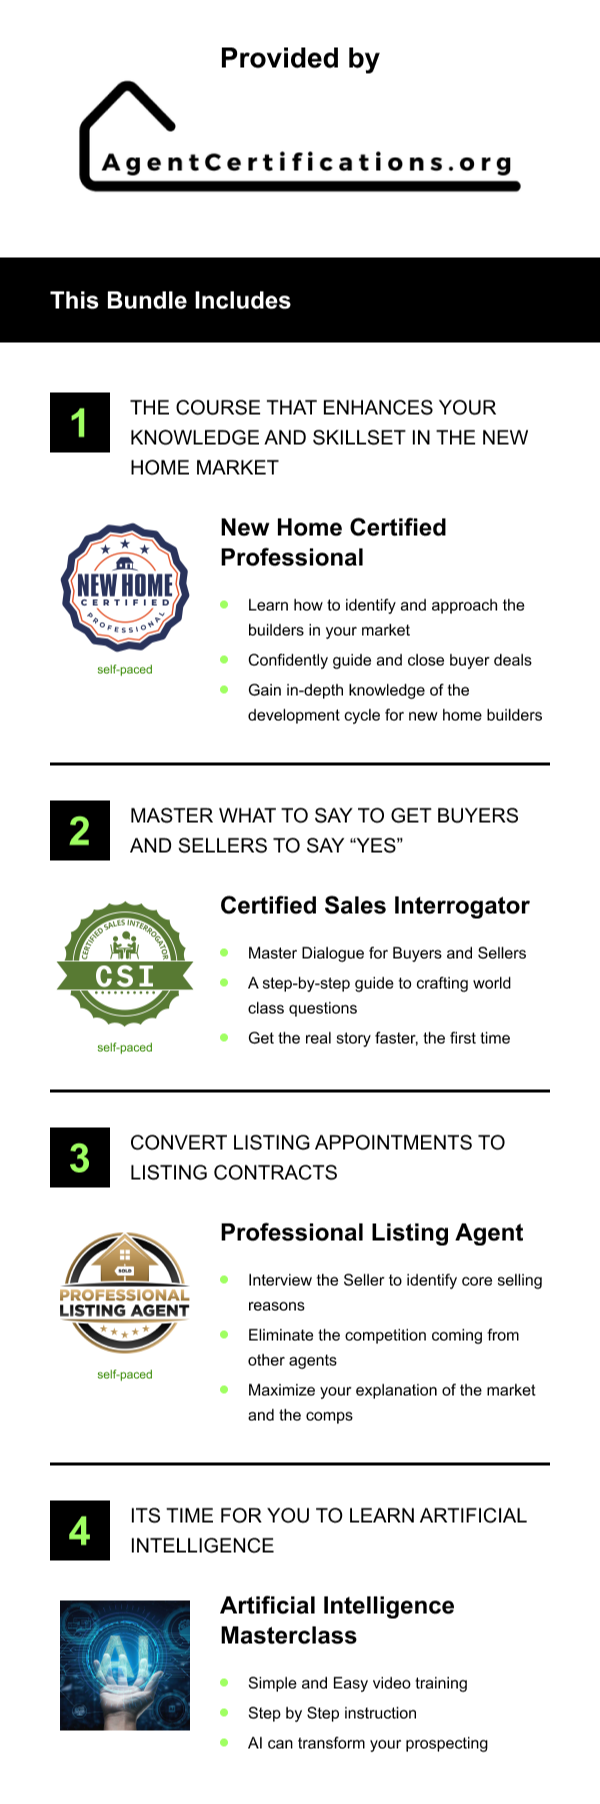 Provided by
AgentCertifications.org
This Bundle Includes
1
THE COURSE THAT ENHANCES YOUR
KNOWLEDGE AND SKILLSET IN THE NEW
HOME MARKET
NEW HOME
CERTIFIED
PROFESSIONAL
self-paced
New Home Certified
Professional
Learn how to identify and approach the
builders in your market
Confidently guide and close buyer deals
Gain in-depth knowledge of the
development cycle for new home builders
2
MASTER WHAT TO SAY TO GET BUYERS
AND SELLERS TO SAY “YES”
CERTIFIED SALES INTERROGATOR
CSI
self-paced
Certified Sales Interrogator
Master Dialogue for Buyers and Sellers
A step-by-step guide to crafting world
class questions
Get the real story faster, the first time
3
CONVERT LISTING APPOINTMENTS TO
LISTING CONTRACTS
SOLD
PROFESSIONAL
LISTING AGENT
self-paced
Professional Listing Agent
Interview the Seller to identify core selling
reasons
Eliminate the competition coming from
other agents
Maximize your explanation of the market
and the comps
4
ITS TIME FOR YOU TO LEARN ARTIFICIAL
INTELLIGENCE
AI
Artificial Intelligence
Masterclass
Simple and Easy video training
Step by Step instruction
AI can transform your prospecting